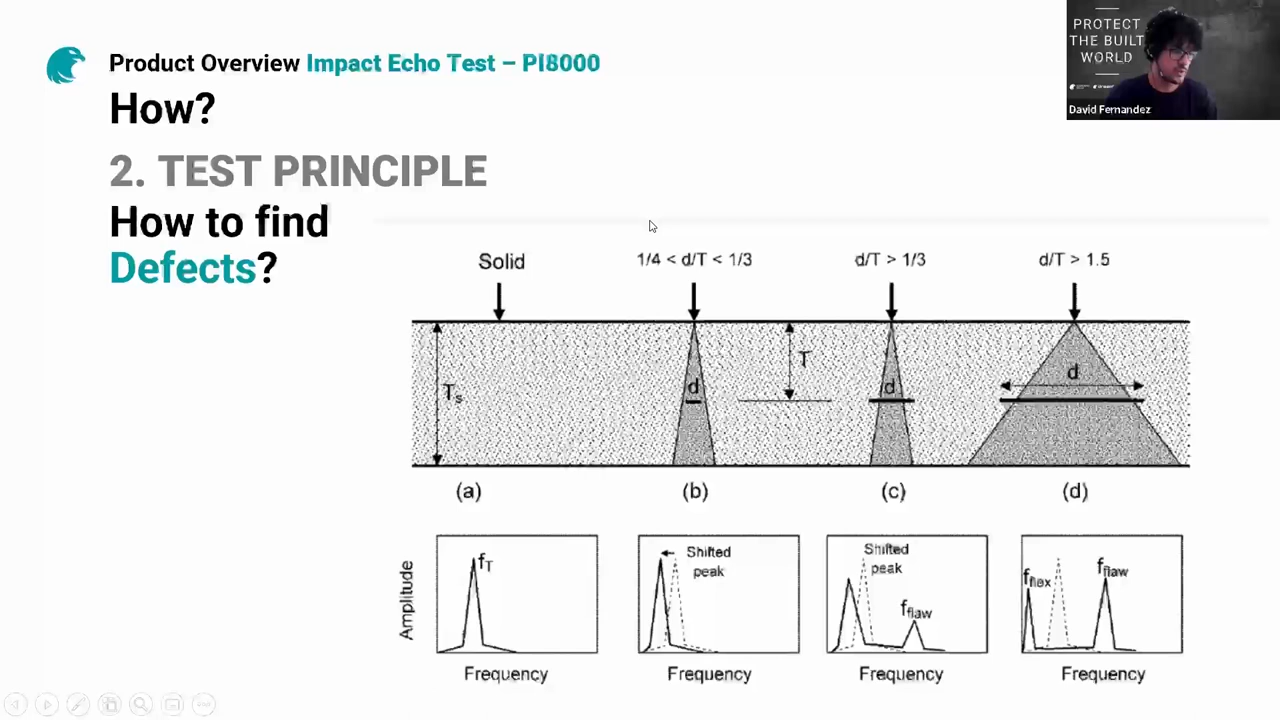 Product Overview Impact Echo Test – PI8000
How?
2. TEST PRINCIPLE
How to find
Defects?
PROTECT
THE BUILT
WORLD
David Fernandez
Solid
1/4 < d/T < 1/3
d/T > 1/3
d/T > 1.5
Ts
d
T
d
d
(a)
(b)
(c)
(d)
Amplitude
fT
Shifted
peak
Shifted
peak
fflaw
fflex
fflaw
Frequency
Frequency
Frequency
Frequency